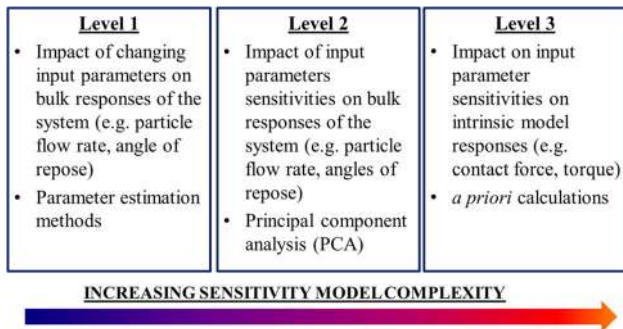 Level 1
• Impact of changing
input parameters on
bulk responses of the
system (e.g. particle
flow rate, angle of
repose)
• Parameter estimation
methods
Level 2
• Impact of input
parameters
sensitivities on bulk
responses of the
system (e.g. particle
flow rate, angles of
repose)
• Principal component
analysis (PCA)
Level 3
• Impact on input
parameter
sensitivities on
intrinsic model
responses (e.g.
contact force, torque)
• a priori calculations
INCREASING SENSITIVITY MODEL COMPLEXITY